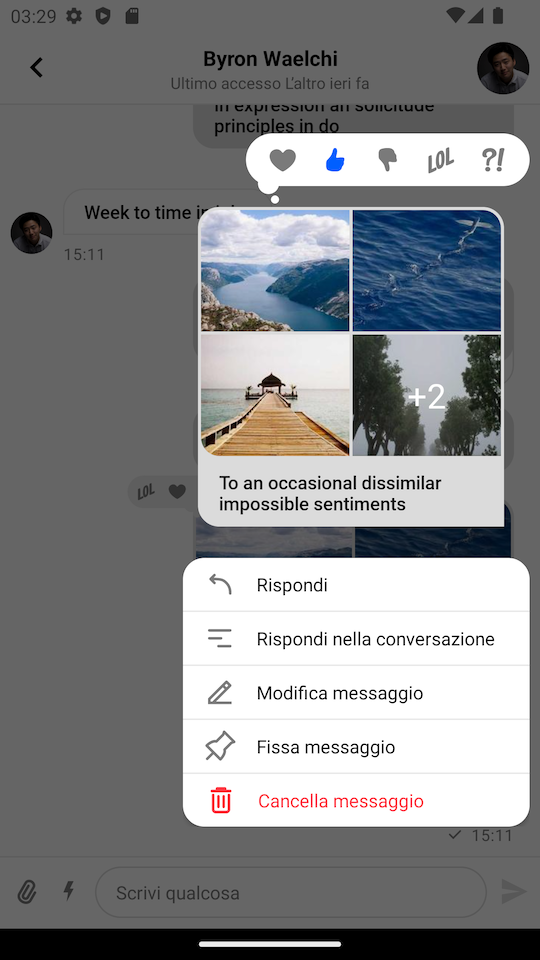 03:29
Byron Waelchi
Ultimo accesso L'altro ieri fa
in expression an solicitude
principles in do
LOL ?!
Week to time in
15:11
+2
To an occasional dissimilar
impossible sentiments
LOL
Rispondi
Rispondi nella conversazione
Modifica messaggio
Fissa messaggio
Cancella messaggio
15:11
Scrivi qualcosa